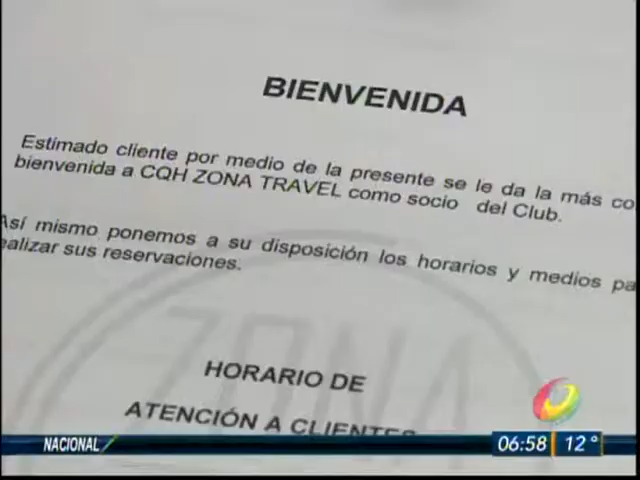 BIENVENIDA
Estimado cliente por medio de la presente se le da la más
bienvenida a CQH ZONA TRAVEL como socio del Club.
Así mismo ponemos a su disposición los horarios y medios
sus reservaciones.
ZONA
HORARIO DE
ATENCIÓN A CLIENTES
NACIONAL
06:58 12°